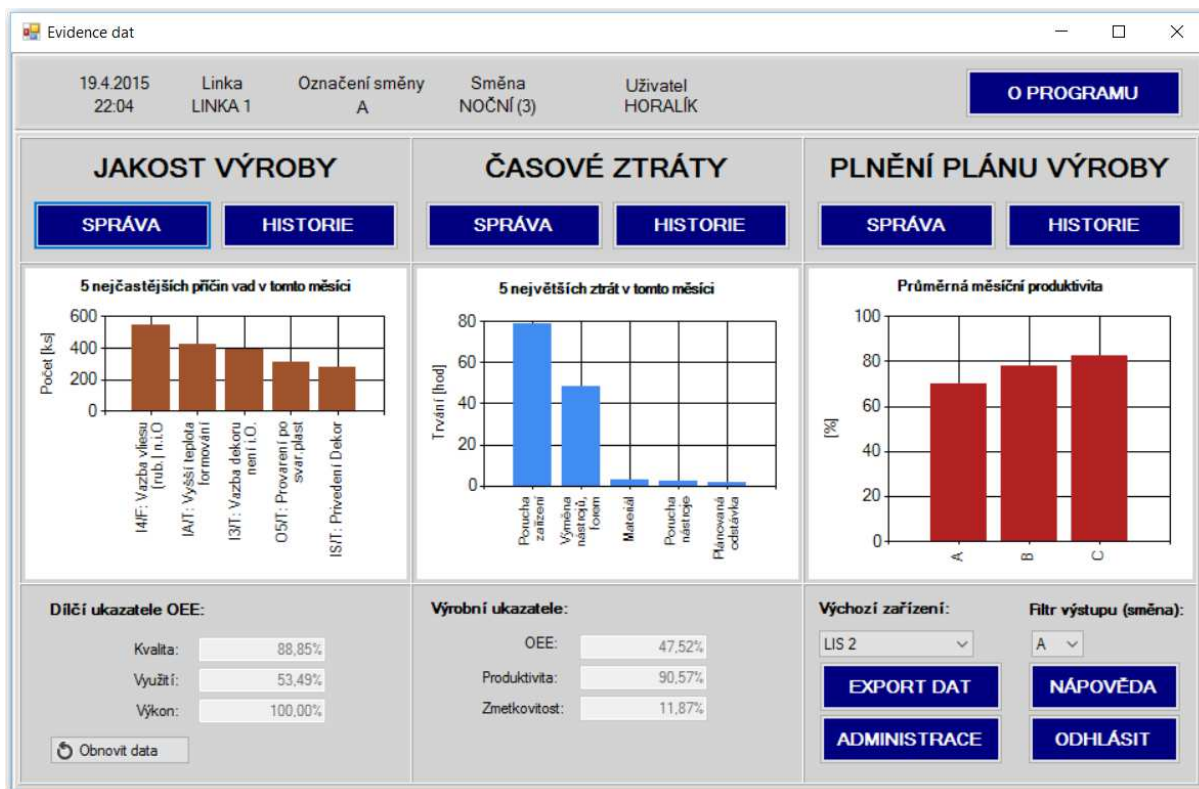 Evidence dat
19.4.2015 Linka Označení směny Směna Uživatel
22:04 LINKA 1 A NOČNÍ (3) HORALÍK
O PROGRAMU
JAKOST VÝROBY
SPRÁVA HISTORIE
5 nejčastějších příčin vad v tomto měsíci
Počet [ks]
600
400
200
0
I4/F: Vazba vliesu
(rub.) n.i.O
IA/T: Vyšší teplota
formování
I3/T: Vazba dekoru
není i.O.
O5/T: Provarení po
svar.plast
IS/T: Privedení Dekor
ČASOVÉ ZTRÁTY
SPRÁVA HISTORIE
5 největších ztrát v tomto měsíci
Trvání [hod]
80
60
40
20
0
Porucha
zařízení
Výměna
nástrojů,
forem
Materiál
Porucha
nástroje
Plánovaná
odstávka
PLNĚNÍ PLÁNU VÝROBY
SPRÁVA HISTORIE
Průměrná měsíční produktivita
[%]
100
80
60
40
20
0
A
B
C
Dílčí ukazatele OEE:
Kvalita: 88,85%
Využití: 53,49%
Výkon: 100,00%
Obnovit data
Výrobní ukazatele:
OEE: 47,52%
Produktivita: 90,57%
Zmetkovitost: 11,87%
Výchozí zařízení: Filtr výstupu (směna):
LIS 2 A
EXPORT DAT NÁPOVĚDA
ADMINISTRACE ODHLÁSIT